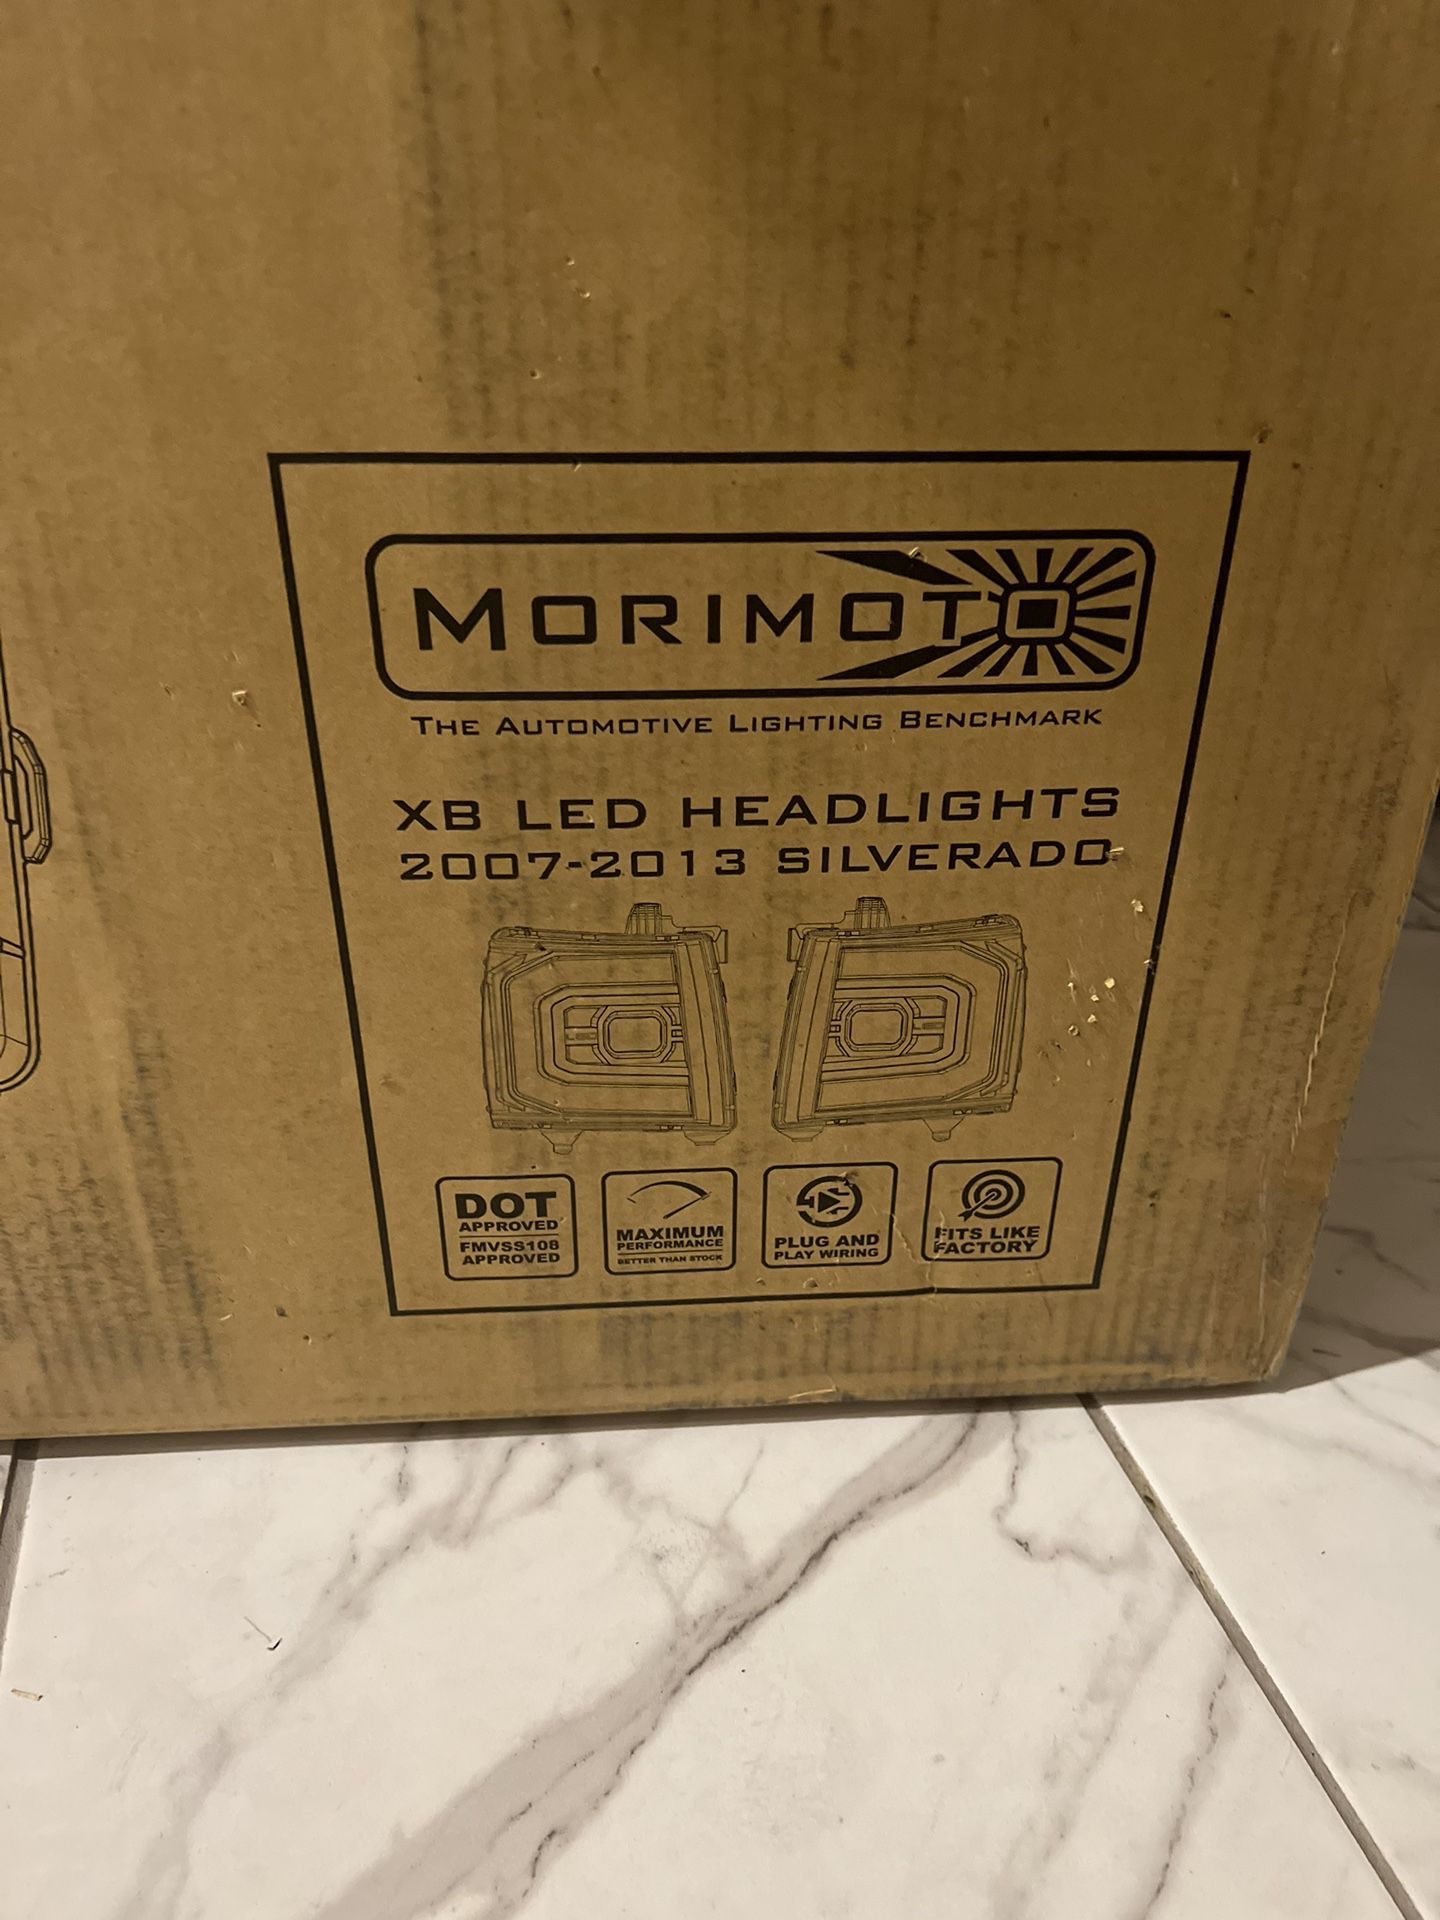 MORIMOTO
THE AUTOMOTIVE LIGHTING BENCHMARK
XB LED HEADLIGHTS
2007-2013 SILVERADO
DOT
APPROVED
FMVSS108
APPROVED
MAXIMUM
PERFORMANCE
BETTER THAN STOCK
PLUG AND
PLAY WIRING
FITS LIKE
FACTORY